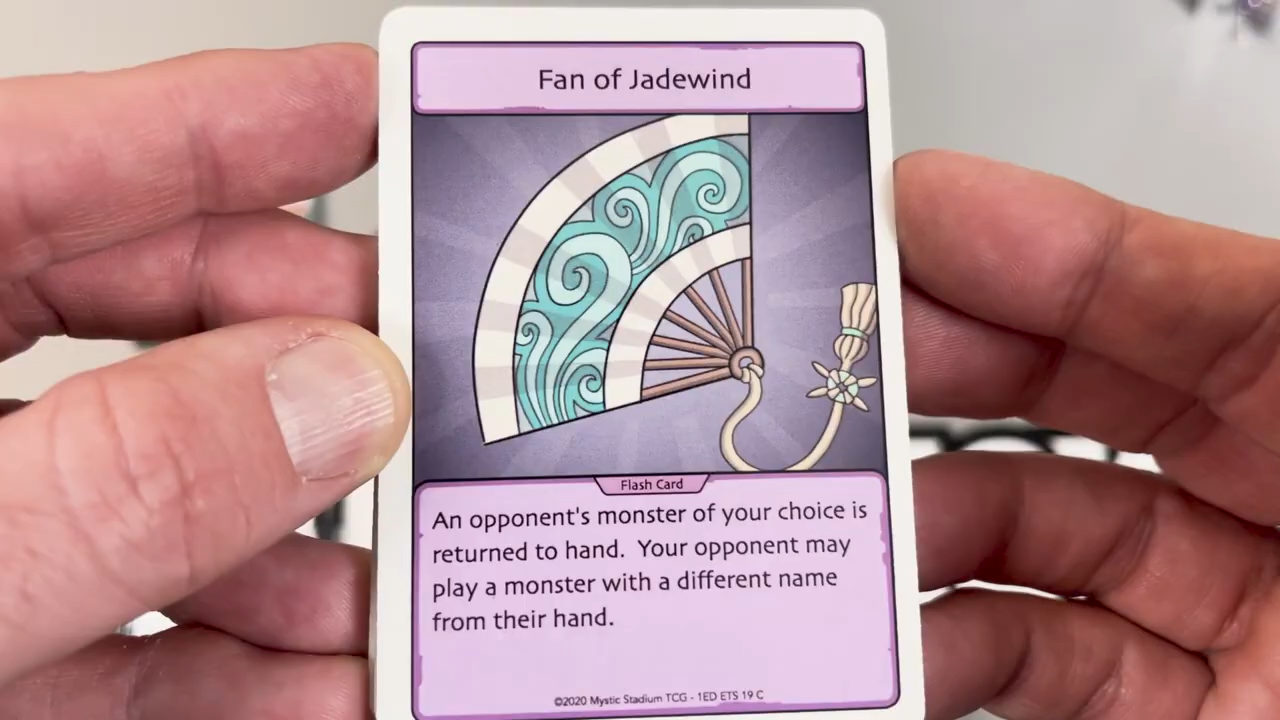 Fan of Jadewind
Flash Card
An opponent's monster of your choice is
returned to hand.  Your opponent may
play a monster with a different name
from their hand.
©2020 Mystic Stadium TCG - 1ED ETS 19 C